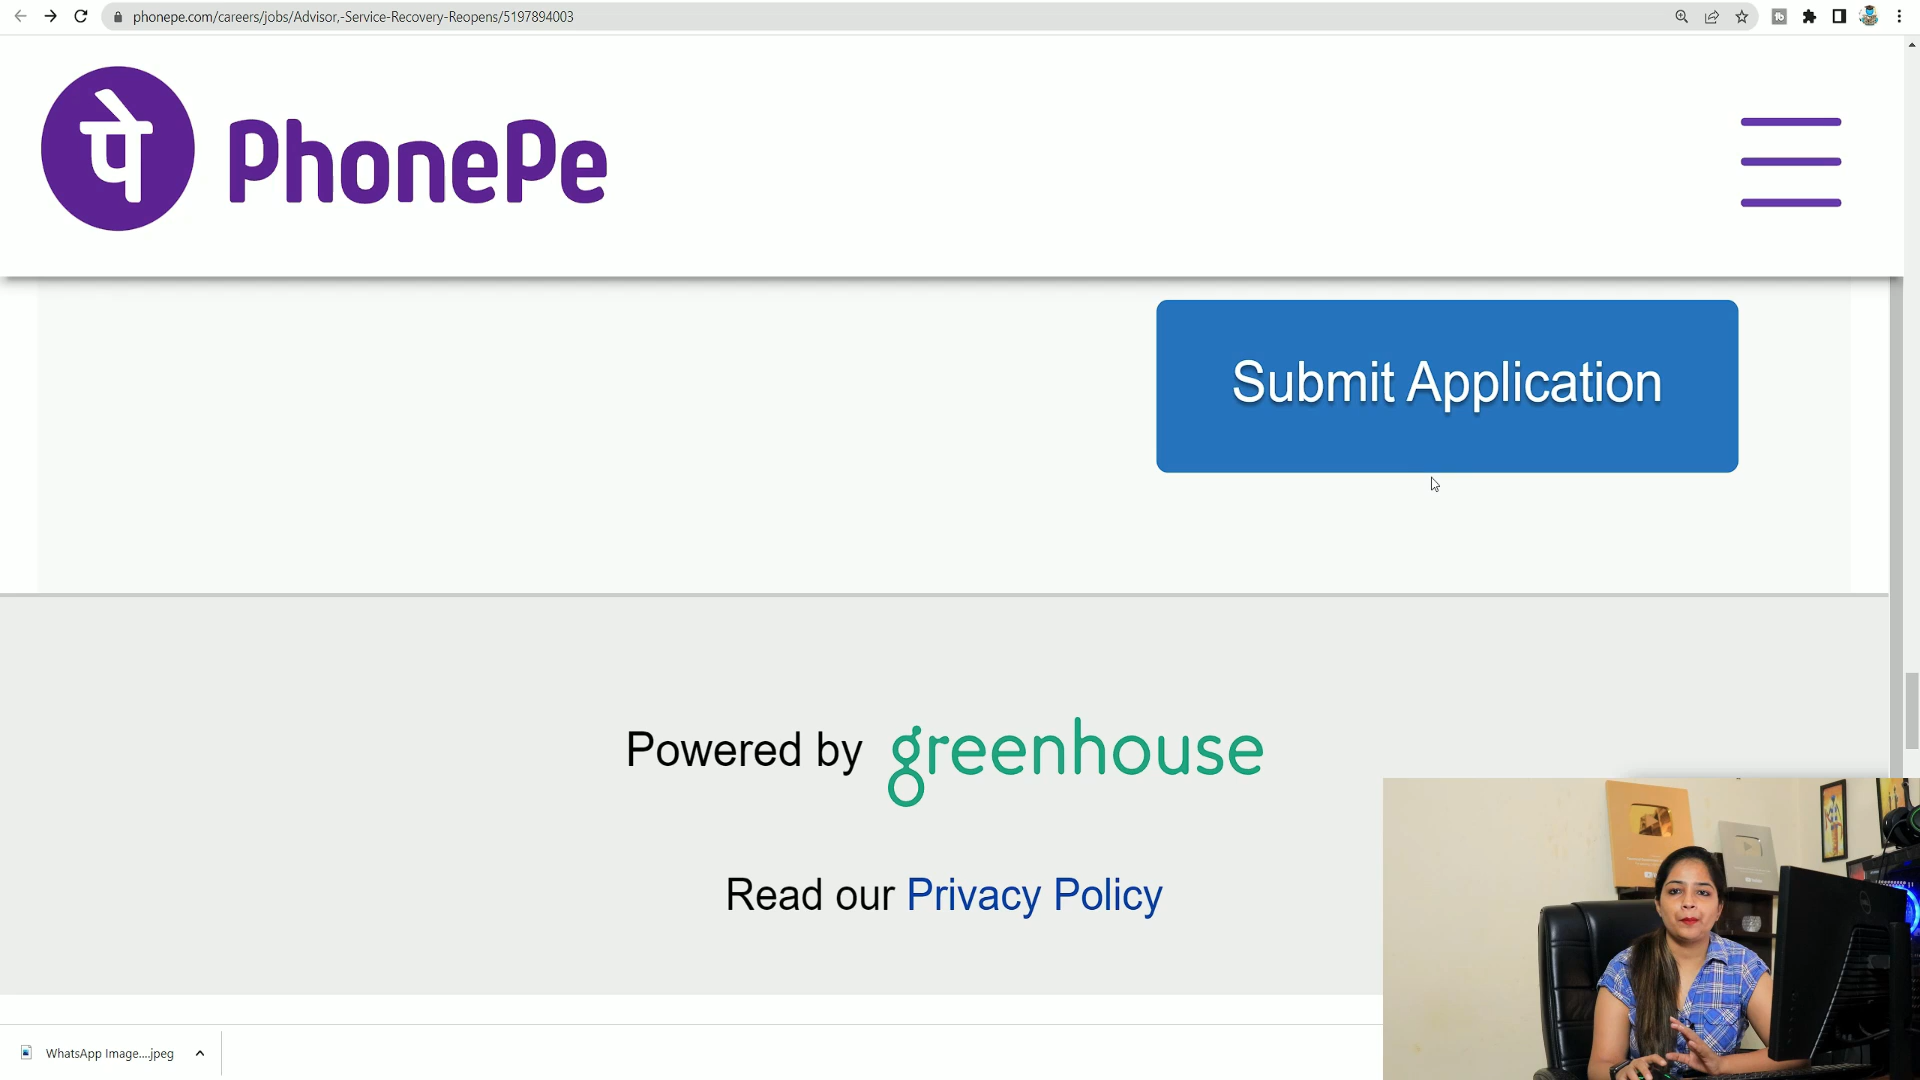 phonepe.com/careers/jobs/Advisor,-Service-Recovery-Reopens/5197894003
पे PhonePe
Submit Application
Powered by greenhouse
Read our Privacy Policy
WhatsApp Image....jpeg